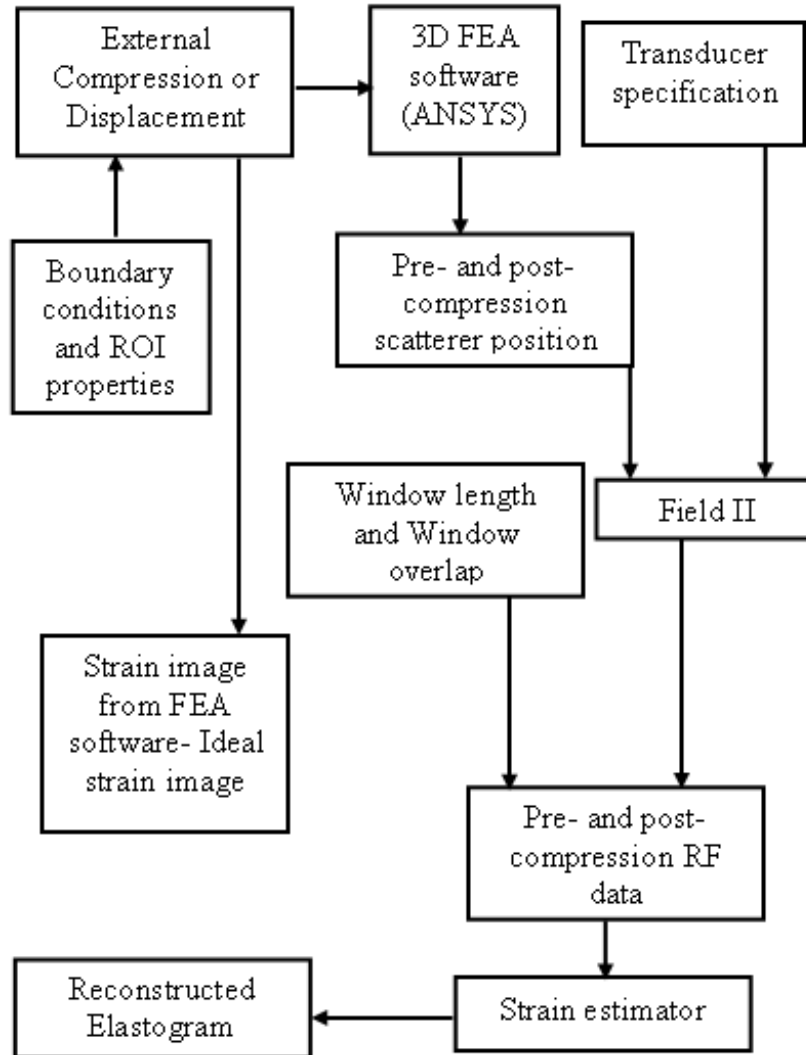 External
Compression or
Displacement
3D FEA
software
(ANSYS)
Transducer
specification
Boundary
conditions
and ROI
properties
Pre- and post-
compression
scatterer position
Window length
and Window
overlap
Field II
Strain image
from FEA
software- Ideal
strain image
Pre- and post-
compression RF
data
Reconstructed
Elastogram
Strain estimator